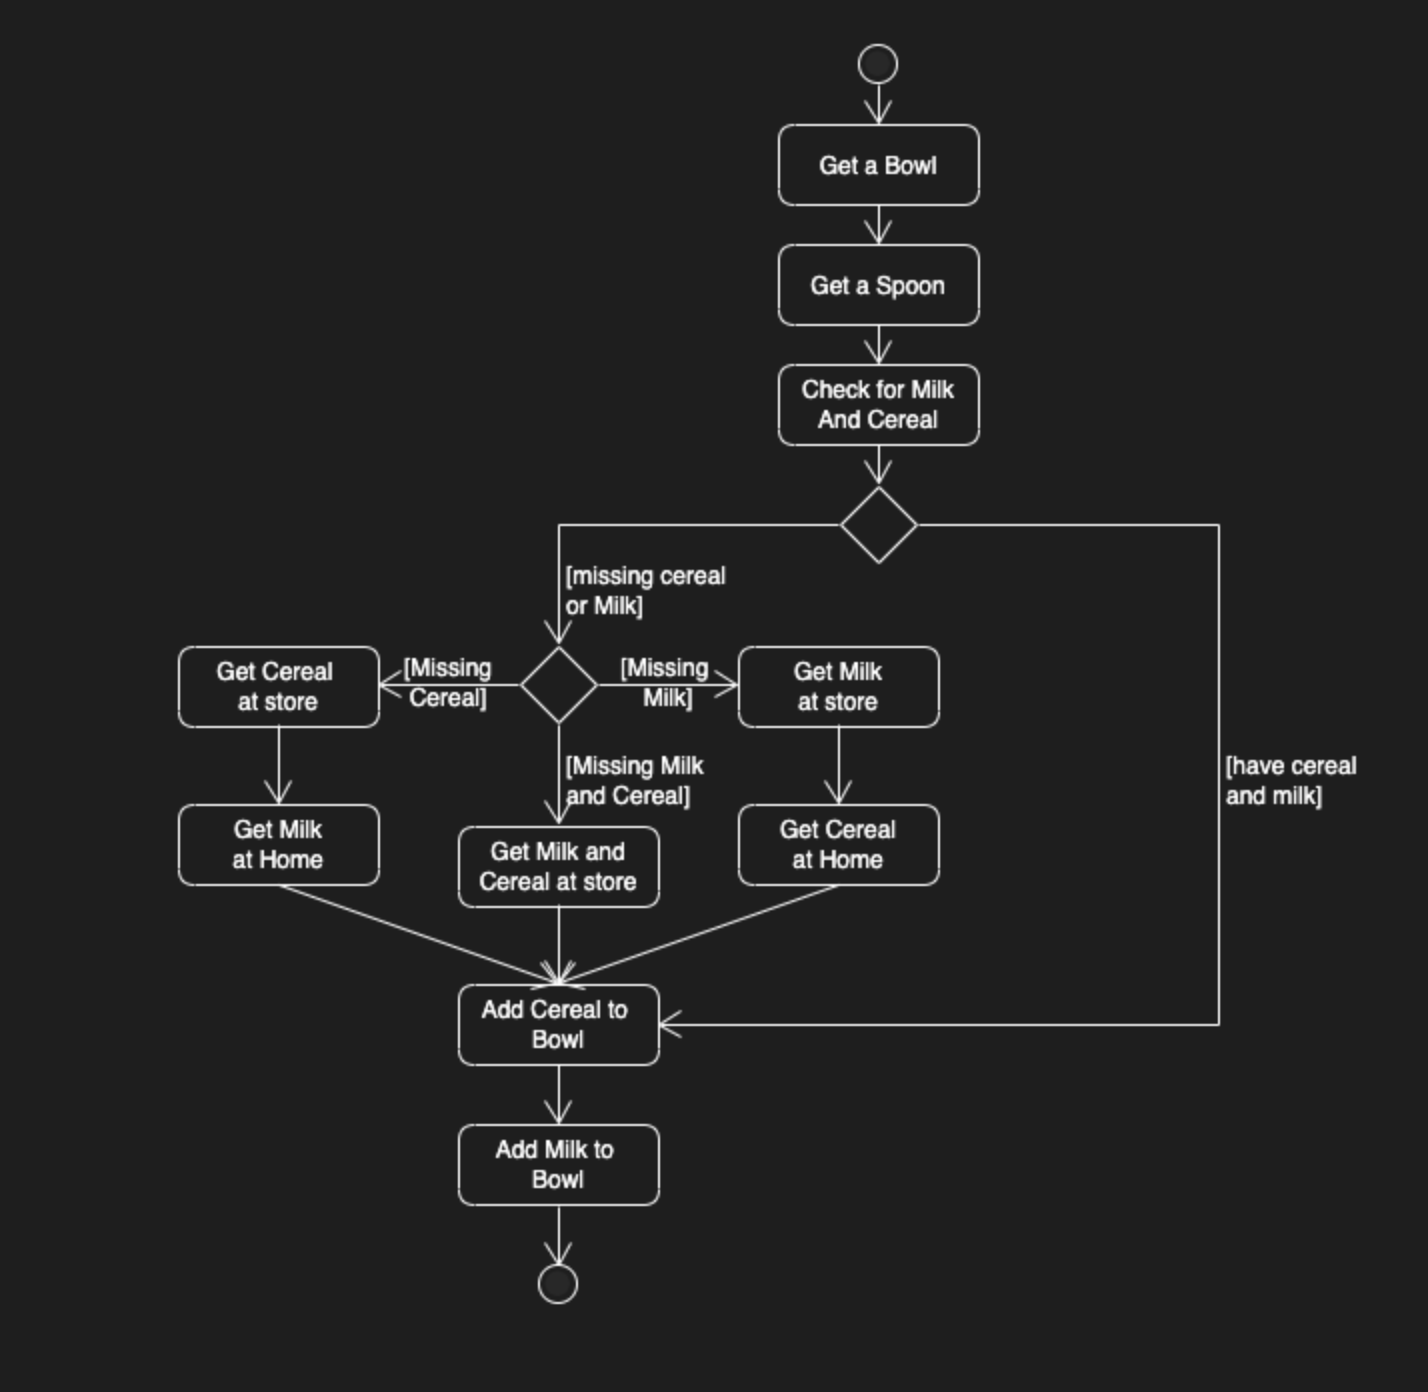 Get a Bowl
Get a Spoon
Check for Milk
And Cereal
[missing cereal
or Milk]
Get Cereal
at store
[Missing
Cereal]
[Missing
Milk]
Get Milk
at store
[Missing Milk
and Cereal]
[have cereal
and milk]
Get Milk
at Home
Get Milk and
Cereal at store
Get Cereal
at Home
Add Cereal to
Bowl
Add Milk to
Bowl